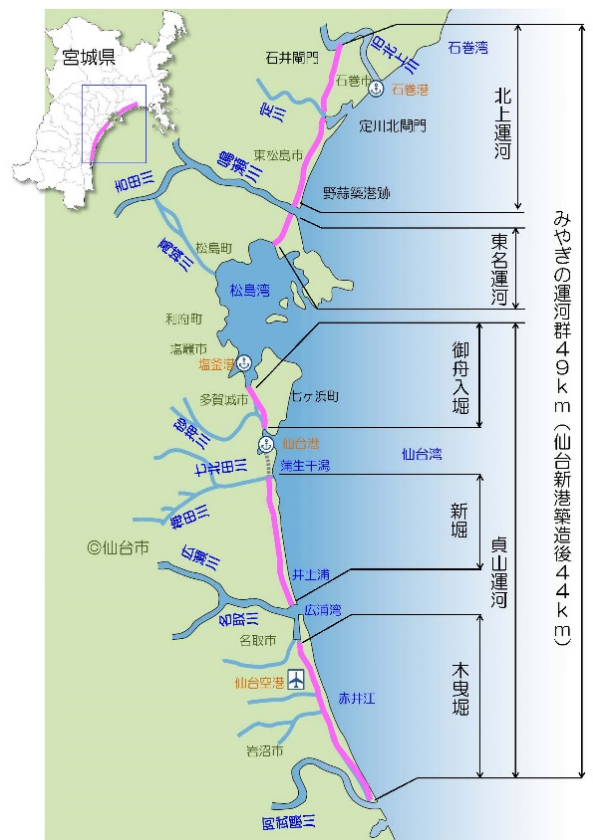 宮城県
石井閘門
旧北上川
石巻湾
石巻市
石巻港
定川
定川北閘門
東松島市
鳴瀬川
吉田川
野蒜築港跡
高城川
松島町
松島湾
利府町
塩竈市
塩釜港
多賀城市
七ヶ浜町
砂押川
仙台港
七北田川
蒲生干潟
仙台湾
梅田川
©仙台市
広瀬川
井土浦
名取川
広浦湾
名取市
仙台空港
赤井江
岩沼市
阿武隈川
北上運河
東名運河
御舟入堀
新堀
木曳堀
貞山運河
みやぎの運河群49km(仙台新港築造後44km)